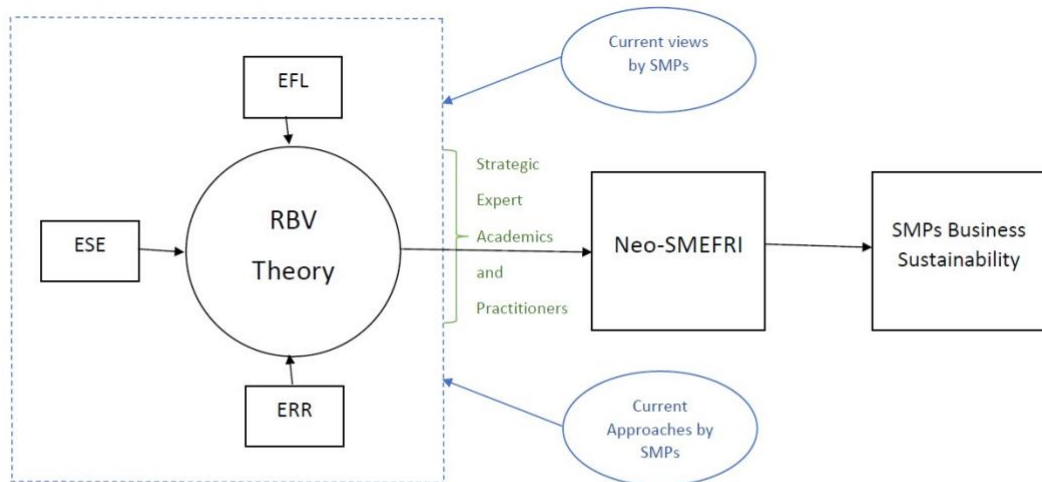 Current views
by SMPs
EFL
Strategic
Expert
Academics
and
Practitioners
RBV
Theory
ESE
Neo-SMEFRI
SMPs Business
Sustainability
ERR
Current
Approaches by
SMPs